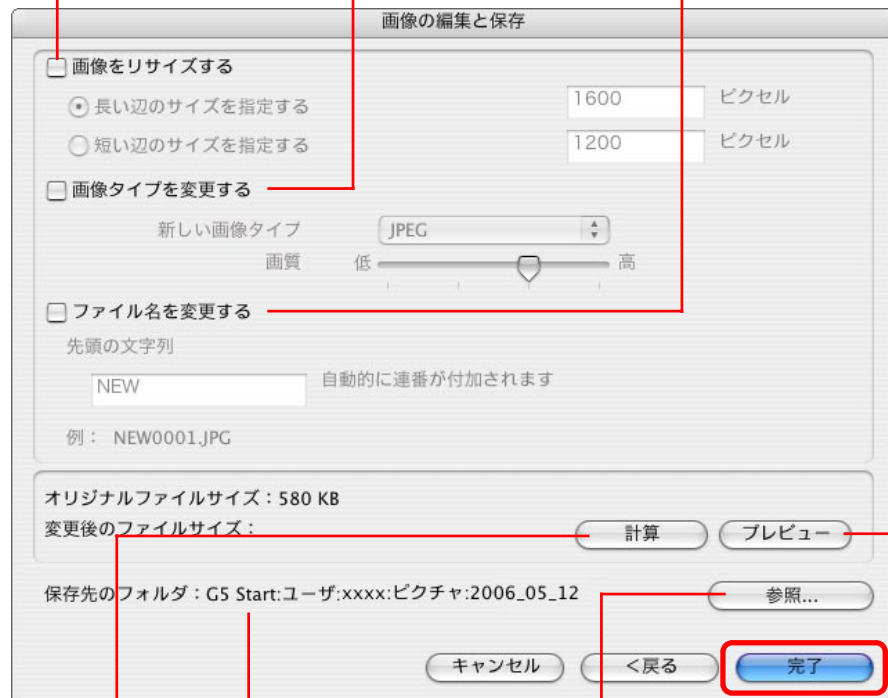 画像の編集と保存
画像をリサイズする
長い辺のサイズを指定する 1600 ピクセル
短い辺のサイズを指定する 1200 ピクセル
画像タイプを変更する
新しい画像タイプ JPEG
画質 低 高
ファイル名を変更する
先頭の文字列
NEW 自動的に連番が付加されます
例： NEW0001.JPG
オリジナルファイルサイズ：580 KB
変更後のファイルサイズ： 計算 プレビュー
保存先のフォルダ：G5 Start:ユーザ:xxxx:ピクチャ:2006_05_12 参照...
キャンセル <戻る 完了